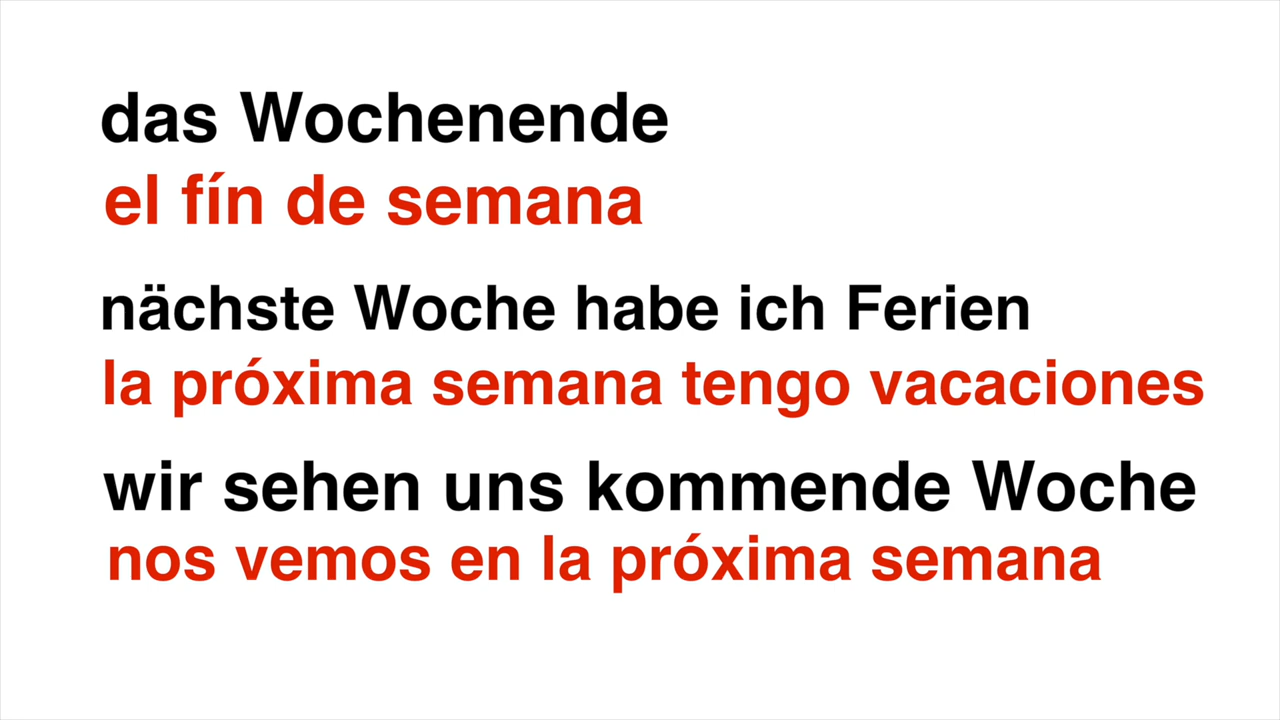 das Wochenende
el fín de semana
nächste Woche habe ich Ferien
la próxima semana tengo vacaciones
wir sehen uns kommende Woche
nos vemos en la próxima semana